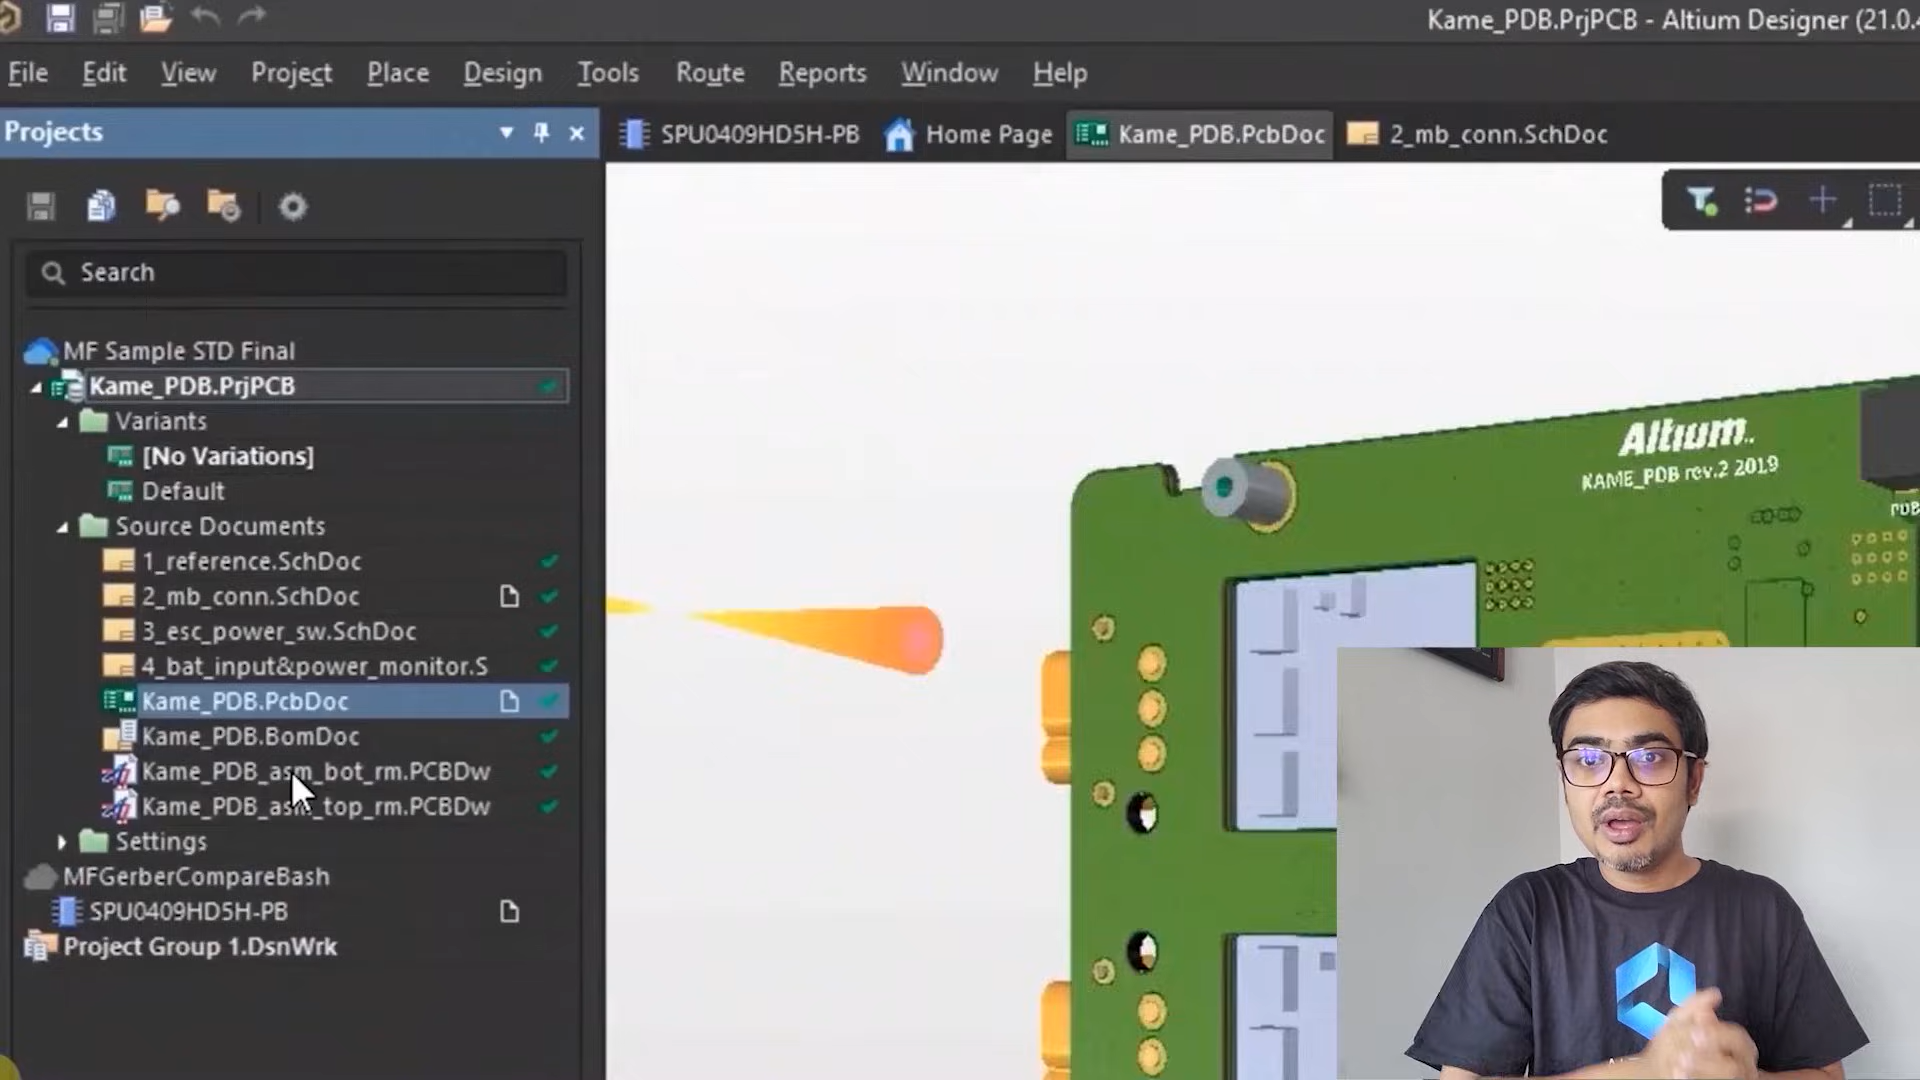 Kame_PDB.PrjPCB - Altium Designer (21.0.
File Edit View Project Place Design Tools Route Reports Window Help
Projects
SPU0409HD5H-PB Home Page Kame_PDB.PcbDoc 2_mb_conn.SchDoc
Search
MF Sample STD Final
Kame_PDB.PrjPCB
Variants
[No Variations]
Default
Source Documents
1_reference.SchDoc
2_mb_conn.SchDoc
3_esc_power_sw.SchDoc
4_bat_input&power_monitor.S
Kame_PDB.PcbDoc
Kame_PDB.BomDoc
Kame_PDB_asm_bot_rm.PCBDw
Kame_PDB_asm_top_rm.PCBDw
Settings
MFGerberCompareBash
SPU0409HD5H-PB
Project Group 1.DsnWrk
Altium
KAME_PDB rev.2 2019